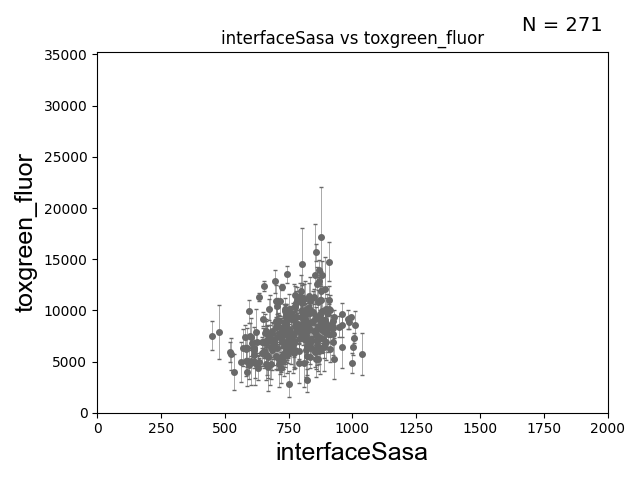 N = 271
interfaceSasa vs toxgreen_fluor
35000
30000
25000
20000
15000
10000
5000
0
toxgreen_fluor
0 250 500 750 1000 1250 1500 1750 2000
interfaceSasa